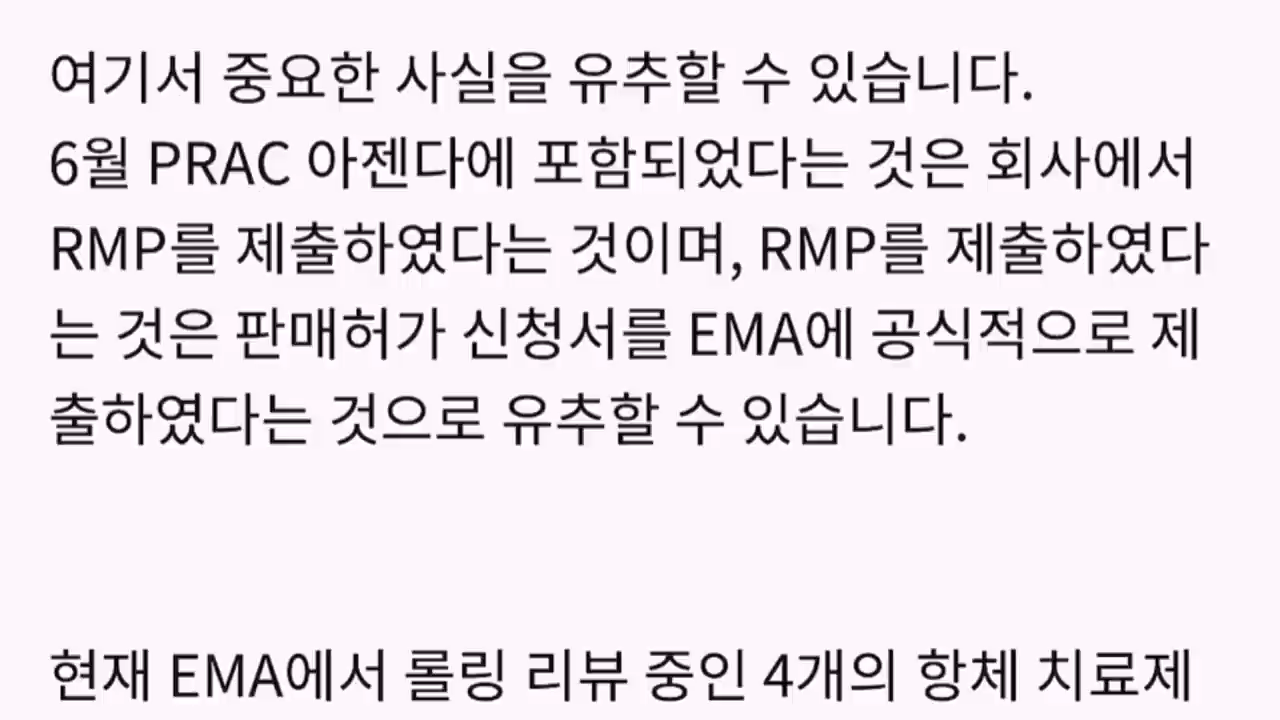 여기서 중요한 사실을 유추할 수 있습니다.
6월 PRAC 아젠다에 포함되었다는 것은 회사에서
RMP를 제출하였다는 것이며, RMP를 제출하였다
는 것은 판매허가 신청서를 EMA에 공식적으로 제
출하였다는 것으로 유추할 수 있습니다.
현재 EMA에서 롤링 리뷰 중인 4개의 항체 치료제